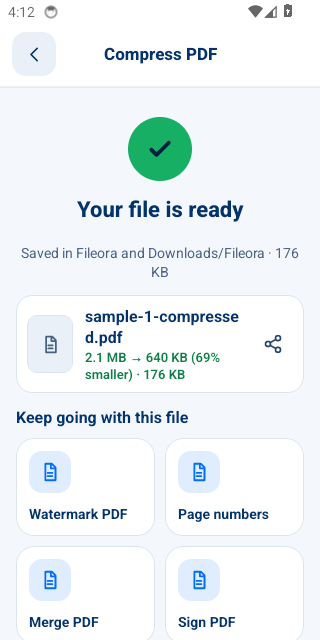 4:12
Compress PDF
Your file is ready
Saved in Fileora and Downloads/Fileora · 176
KB
sample-1-compresse
d.pdf
2.1 MB → 640 KB (69%
smaller) · 176 KB
Keep going with this file
Watermark PDF
Page numbers
Merge PDF
Sign PDF